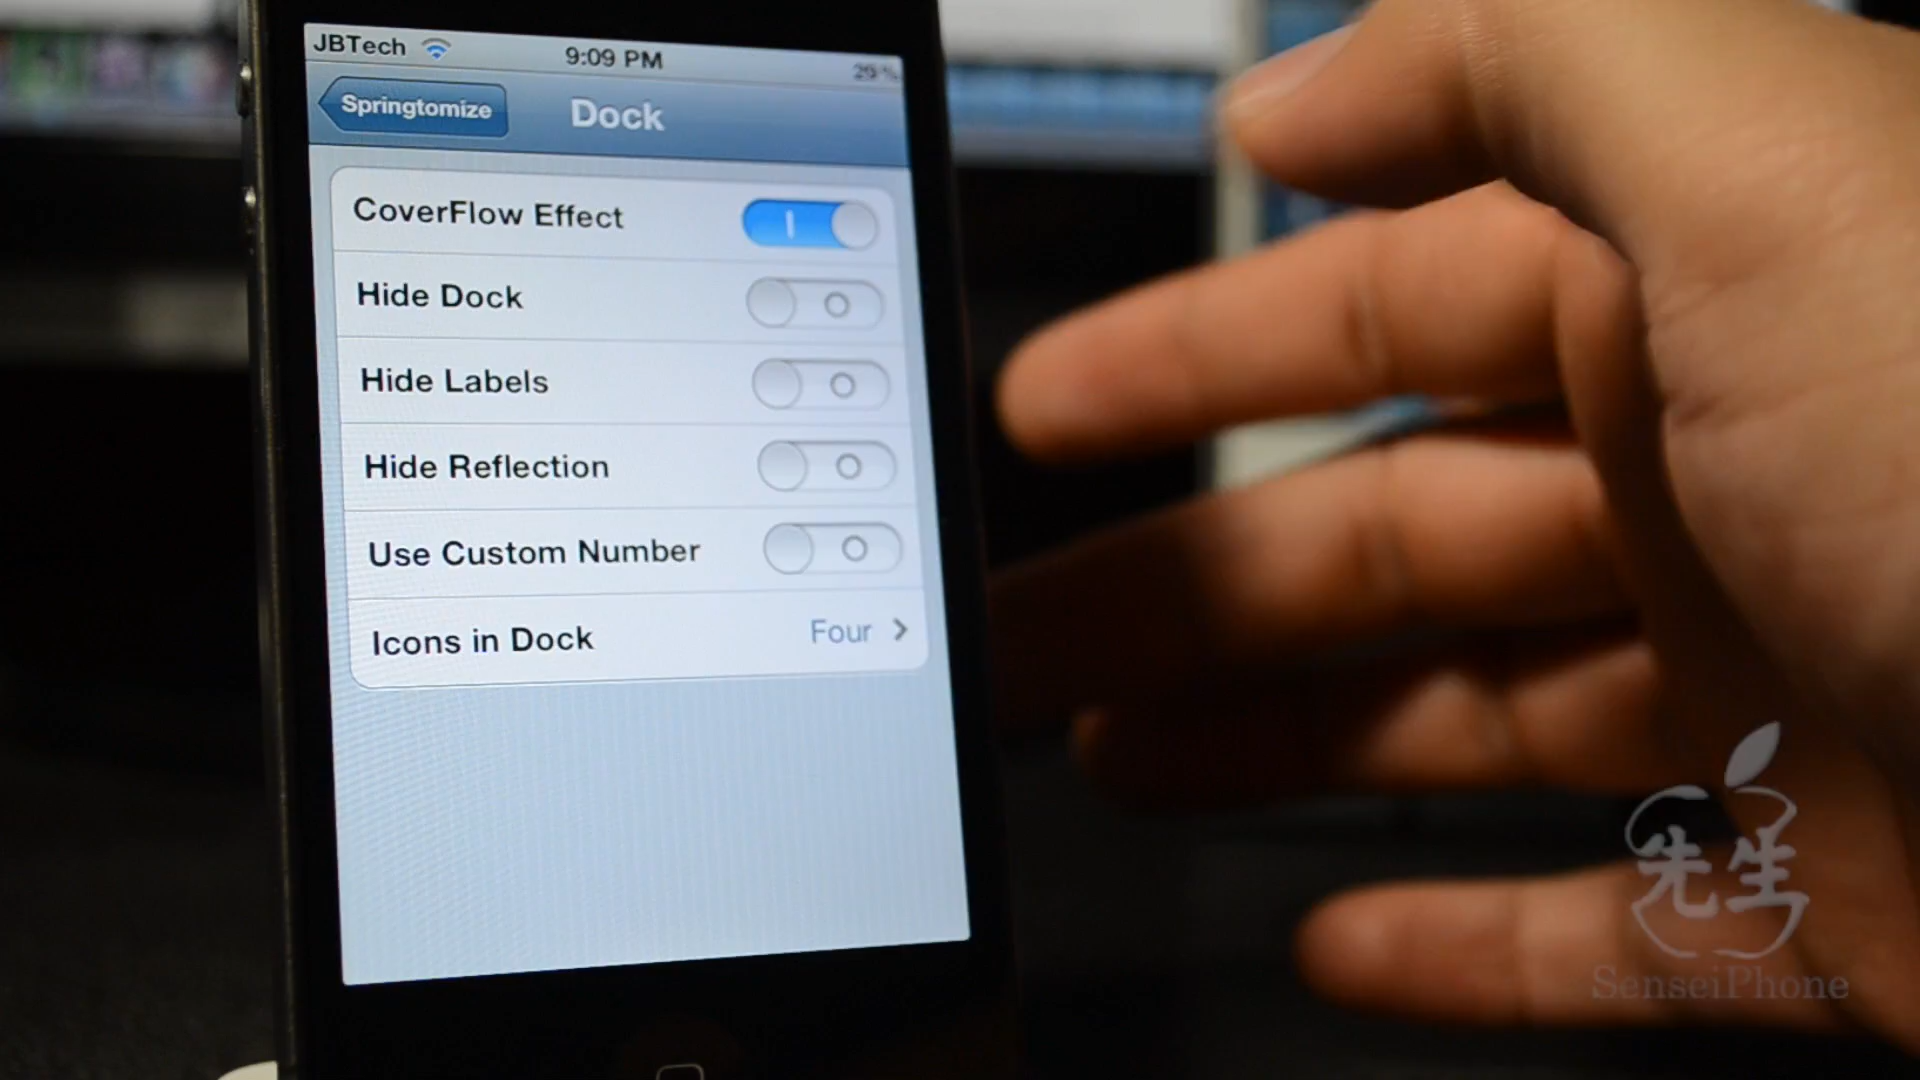 JBTech 9:09 PM
Springtomize Dock
CoverFlow Effect
Hide Dock
Hide Labels
Hide Reflection
Use Custom Number
Icons in Dock Four
先生
SenseiPhone